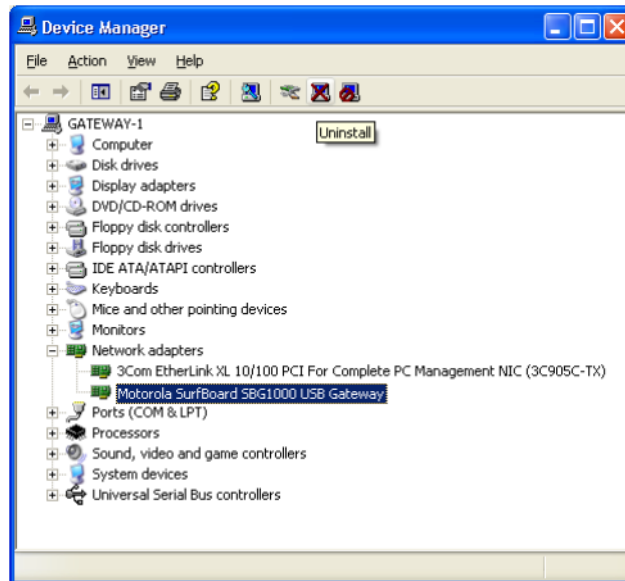 Device Manager
File Action View Help
Uninstall
GATEWAY-1
Computer
Disk drives
Display adapters
DVD/CD-ROM drives
Floppy disk controllers
Floppy disk drives
IDE ATA/ATAPI controllers
Keyboards
Mice and other pointing devices
Monitors
Network adapters
3Com EtherLink XL 10/100 PCI For Complete PC Management NIC (3C905C-TX)
Motorola SurfBoard SBG1000 USB Gateway
Ports (COM & LPT)
Processors
Sound, video and game controllers
System devices
Universal Serial Bus controllers